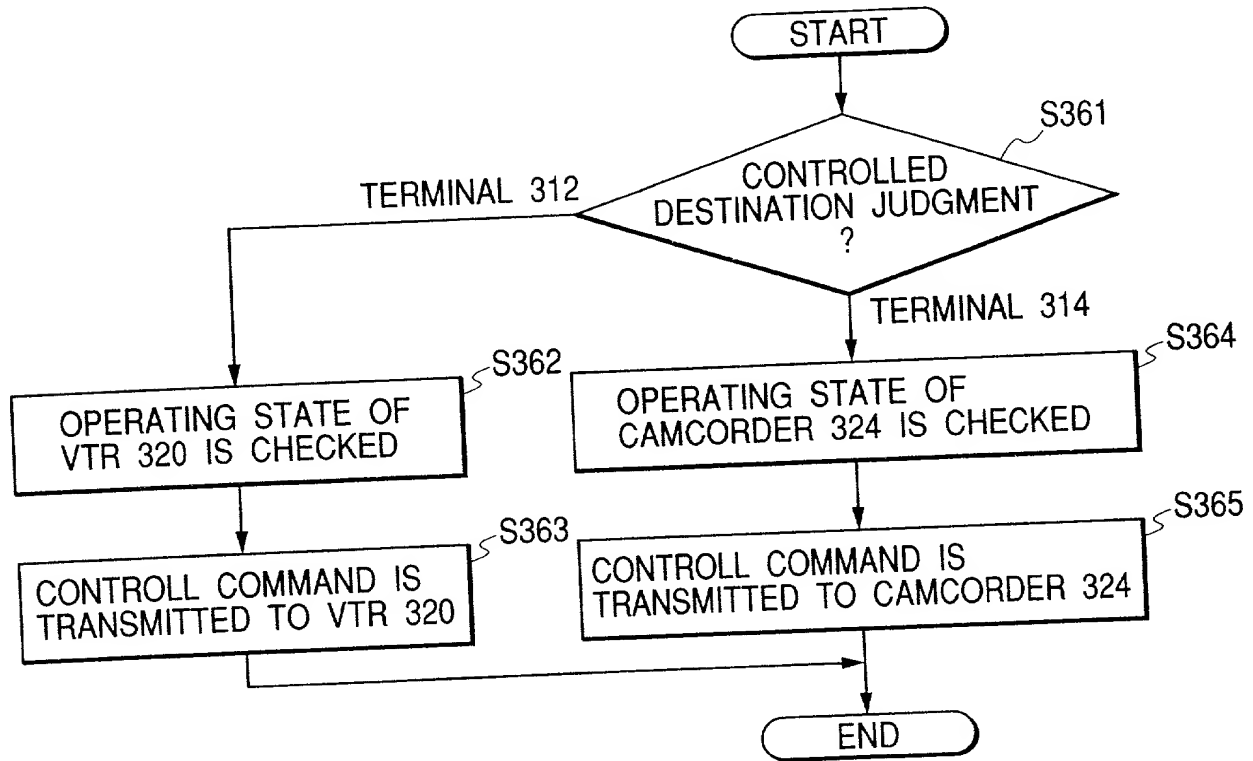 START
S361
CONTROLLED
DESTINATION JUDGMENT
?
TERMINAL 312
TERMINAL 314
S362
OPERATING STATE OF
VTR 320 IS CHECKED
S364
OPERATING STATE OF
CAMCORDER 324 IS CHECKED
S363
CONTROLL COMMAND IS
TRANSMITTED TO VTR 320
S365
CONTROLL COMMAND IS
TRANSMITTED TO CAMCORDER 324
END